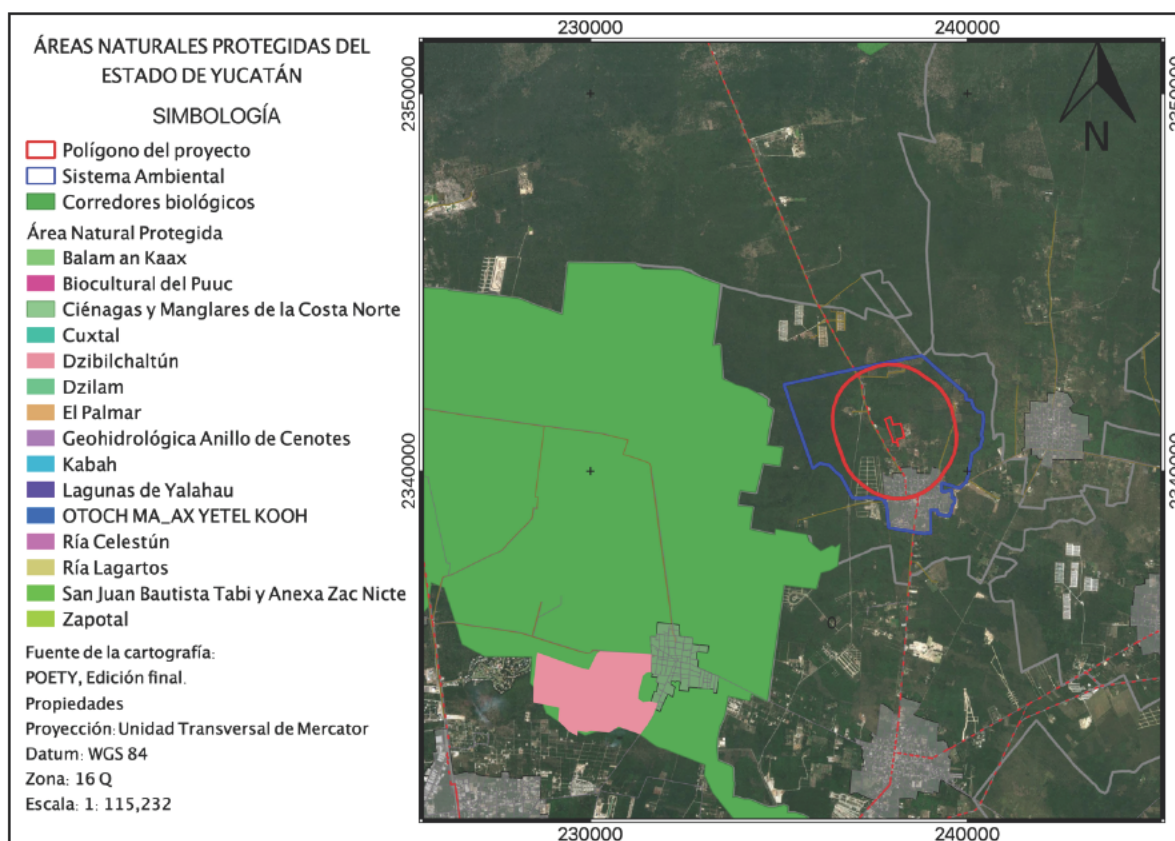 ÁREAS NATURALES PROTEGIDAS DEL
ESTADO DE YUCATÁN
SIMBOLOGÍA
Polígono del proyecto
Sistema Ambiental
Corredores biológicos
Área Natural Protegida
Balam an Kaax
Biocultural del Puuc
Ciénagas y Manglares de la Costa Norte
Cuxtal
Dzibilchaltún
Dzilam
El Palmar
Geohidrológica Anillo de Cenotes
Kabah
Lagunas de Yalahau
OTOCH MA_AX YETEL KOOH
Ría Celestún
Ría Lagartos
San Juan Bautista Tabi y Anexa Zac Nicte
Zapotal
Fuente de la cartografía:
POETY, Edición final.
Propiedades
Proyección: Unidad Transversal de Mercator
Datum: WGS 84
Zona: 16 Q
Escala: 1: 115,232
230000
240000
2350000
2350000
N
2340000
2340000
230000
240000